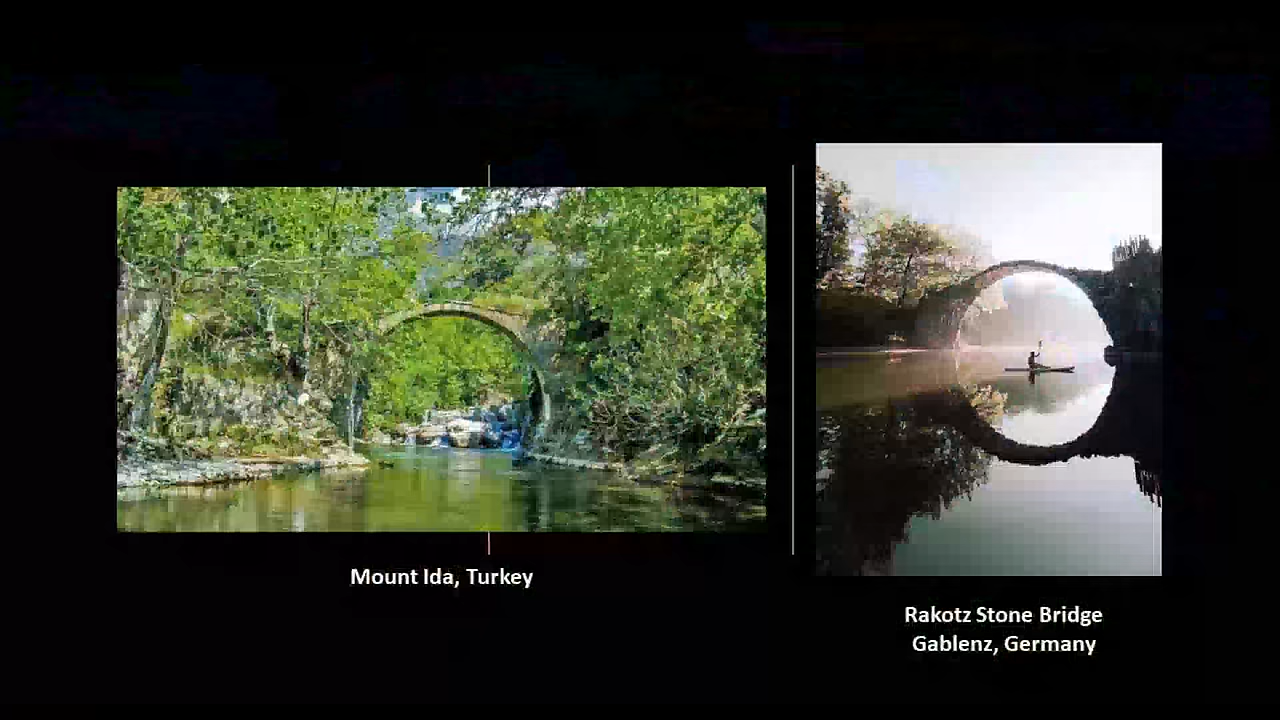 Mount Ida, Turkey
Rakotz Stone Bridge
Gablenz, Germany